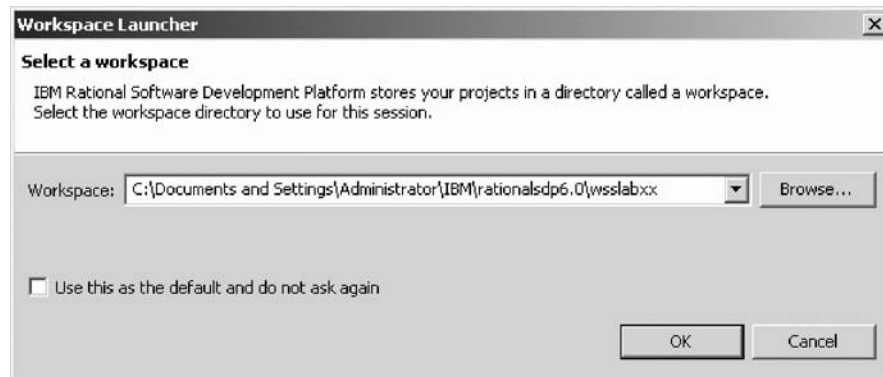 Workspace Launcher
Select a workspace
IBM Rational Software Development Platform stores your projects in a directory called a workspace.
Select the workspace directory to use for this session.
Workspace: C:\Documents and Settings\Administrator\IBM\rationalsdp6.0\wsslabxx Browse...
Use this as the default and do not ask again
OK Cancel